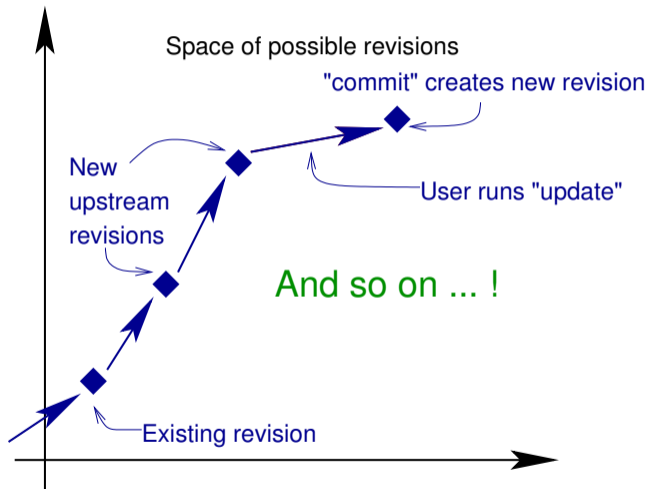 Space of possible revisions
"commit" creates new revision
New
upstream
revisions
User runs "update"
And so on ... !
Existing revision